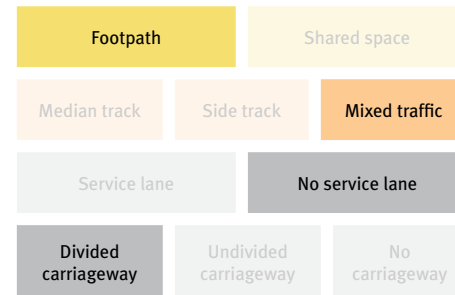 Footpath Shared space
Median track Side track Mixed traffic
Service lane No service lane
Divided carriageway Undivided carriageway No carriageway